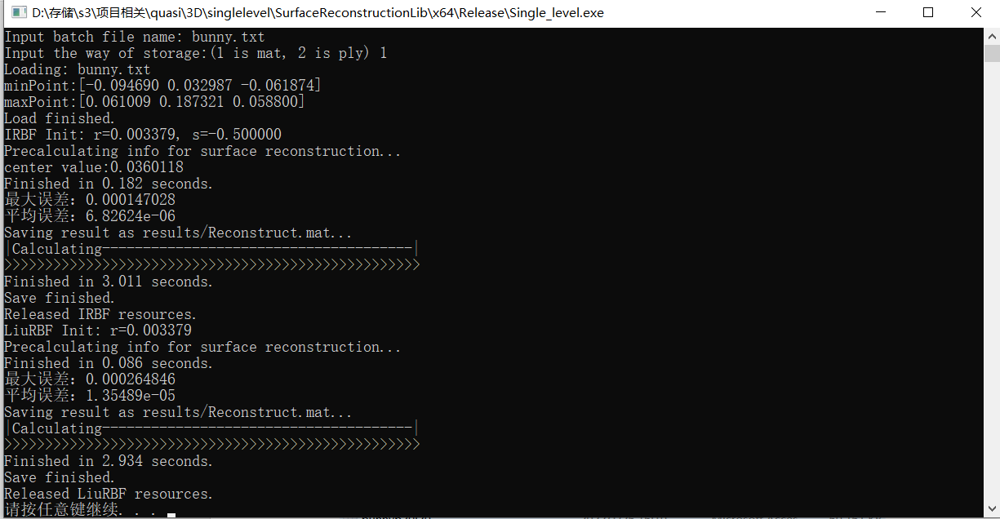 D:\存储\s3\项目相关\quasi\3D\singlelevel\SurfaceReconstructionLib\x64\Release\Single_level.exe
Input batch file name: bunny.txt
Input the way of storage:(1 is mat, 2 is ply) 1
Loading: bunny.txt
minPoint:[-0.094690 0.032987 -0.061874]
maxPoint:[0.061009 0.187321 0.058800]
Load finished.
IRBF Init: r=0.003379, s=-0.500000
Precalculating info for surface reconstruction...
center value:0.0360118
Finished in 0.182 seconds.
最大误差：0.000147028
平均误差：6.82624e-06
Saving result as results/Reconstruct.mat...
|Calculating--------------------------------------|
>>>>>>>>>>>>>>>>>>>>>>>>>>>>>>>>>>>>>>>>>>>>>>>>>>>
Finished in 3.011 seconds.
Save finished.
Released IRBF resources.
LiuRBF Init: r=0.003379
Precalculating info for surface reconstruction...
Finished in 0.086 seconds.
最大误差：0.000264846
平均误差：1.35489e-05
Saving result as results/Reconstruct.mat...
|Calculating--------------------------------------|
>>>>>>>>>>>>>>>>>>>>>>>>>>>>>>>>>>>>>>>>>>>>>>>>>>>
Finished in 2.934 seconds.
Save finished.
Released LiuRBF resources.
请按任意键继续. . .